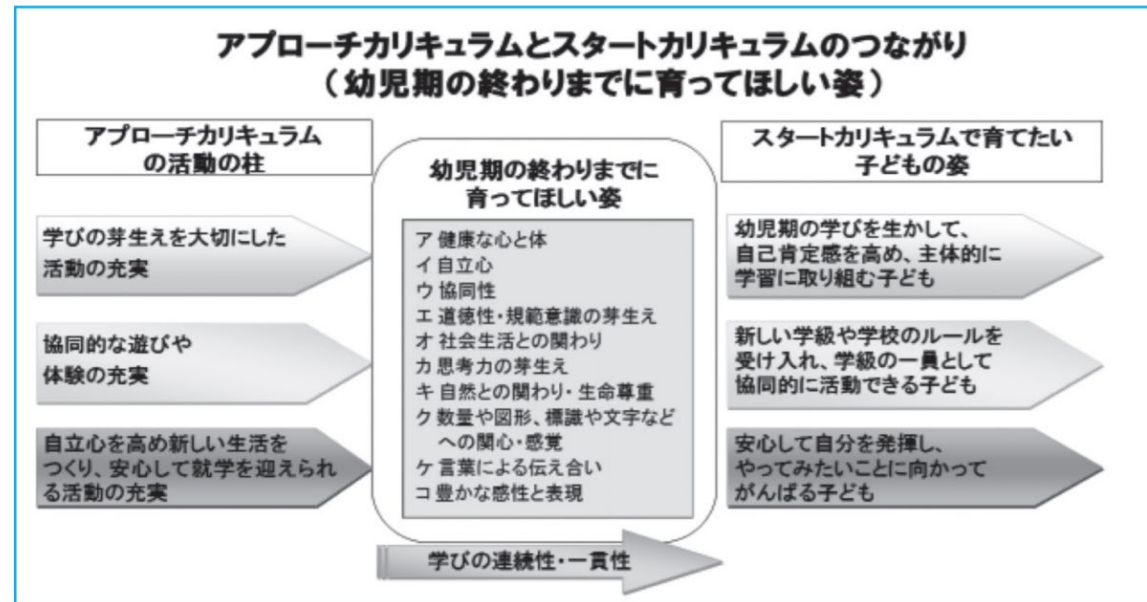 アプローチカリキュラムとスタートカリキュラムのつながり
（幼児期の終わりまでに育ってほしい姿）
アプローチカリキュラム
の活動の柱
学びの芽生えを大切にした
活動の充実
協同的な遊びや
体験の充実
自立心を高め新しい生活を
つくり、安心して就学を迎えられ
る活動の充実
幼児期の終わりまでに
育ってほしい姿
ア 健康な心と体
イ 自立心
ウ 協同性
エ 道徳性・規範意識の芽生え
オ 社会生活との関わり
カ 思考力の芽生え
キ 自然との関わり・生命尊重
ク 数量や図形、標識や文字など
への関心・感覚
ケ 言葉による伝え合い
コ 豊かな感性と表現
学びの連続性・一貫性
スタートカリキュラムで育てたい
子どもの姿
幼児期の学びを生かして、
自己肯定感を高め、主体的に
学習に取り組む子ども
新しい学級や学校のルールを
受け入れ、学級の一員として
協同的に活動できる子ども
安心して自分を発揮し、
やってみたいことに向かって
がんばる子ども